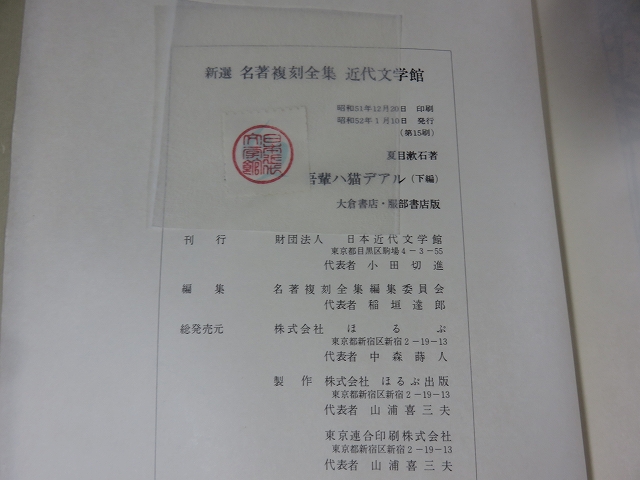 新選 名著複刻全集 近代文学館
昭和51年12月20日 印刷
昭和52年1月10日 発行
(第15刷)
夏目漱石著
吾輩ハ猫デアル(下編)
大倉書店・服部書店版
刊行 財団法人 日本近代文学館
東京都目黒区駒場4-3-55
代表者 小田切進
編集 名著複刻全集編集委員会
代表者 稲垣達郎
総発売元 株式会社 ほるぷ
東京都新宿区新宿2-19-13
代表者 中森蒔人
製作 株式会社 ほるぷ出版
東京都新宿区新宿2-19-13
代表者 山浦喜三夫
東京連合印刷株式会社
東京都新宿区新宿2-19-13
代表者 山浦喜三夫